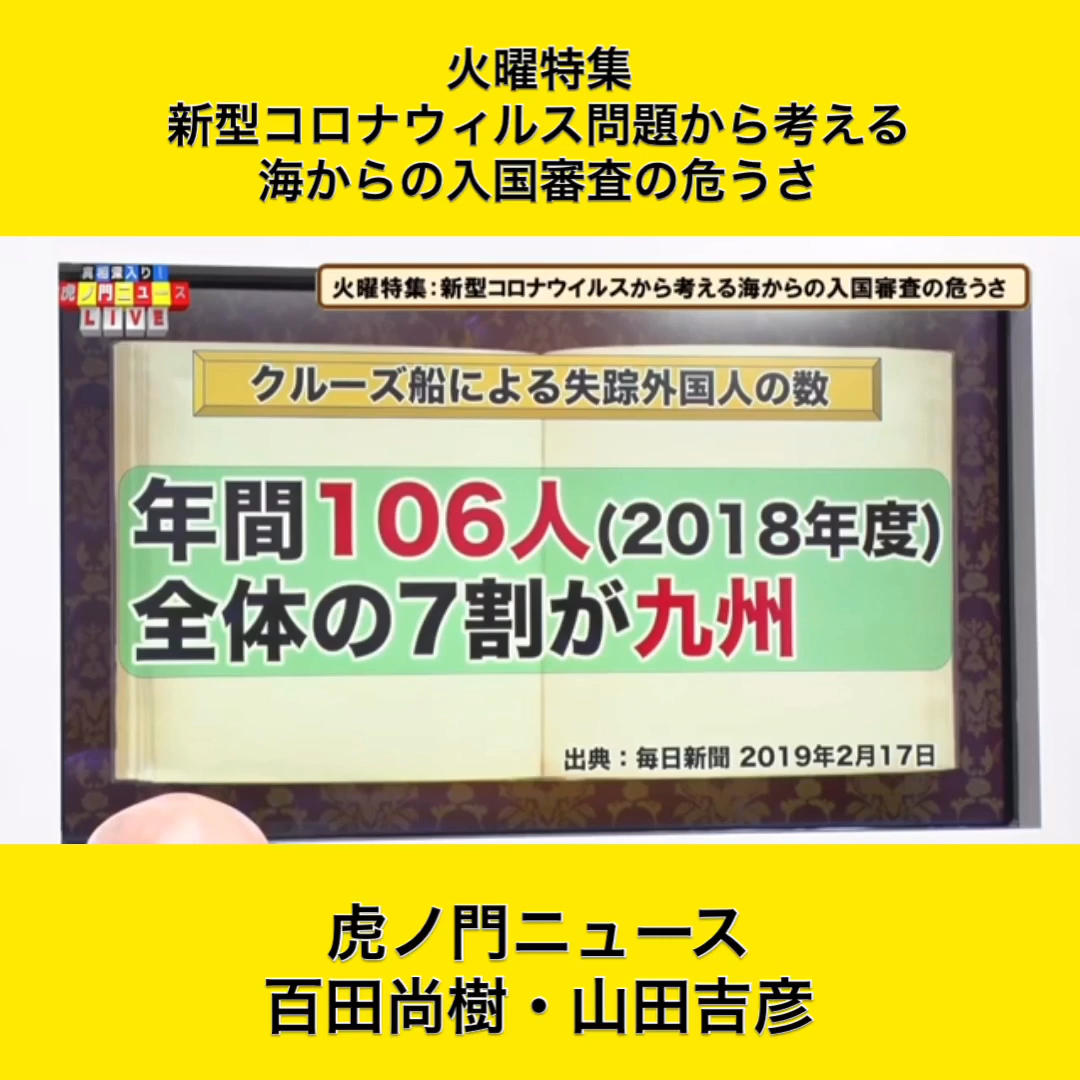 火曜特集
新型コロナウィルス問題から考える
海からの入国審査の危うさ
真相深入り!
虎ノ門ニュース
LIVE
火曜特集:新型コロナウイルスから考える海からの入国審査の危うさ
クルーズ船による失踪外国人の数
年間106人(2018年度)
全体の7割が九州
出典:毎日新聞 2019年2月17日
虎ノ門ニュース
百田尚樹・山田吉彦